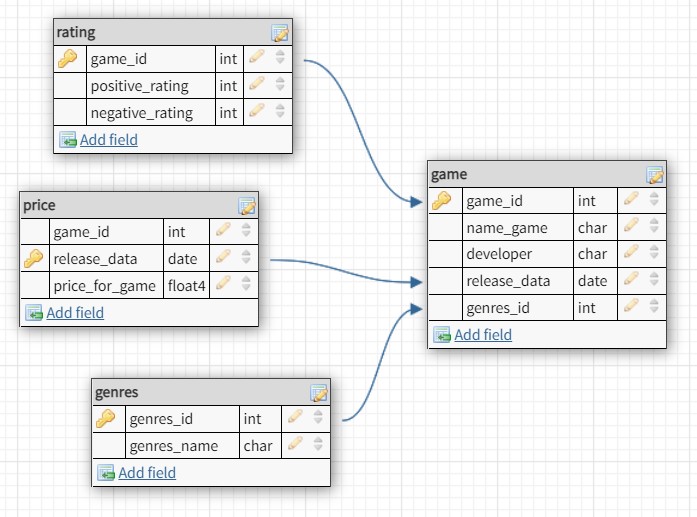 rating
game_id int
positive_rating int
negative_rating int
Add field
price
game_id int
release_data date
price_for_game float4
Add field
genres
genres_id int
genres_name char
Add field
game
game_id int
name_game char
developer char
release_data date
genres_id int
Add field